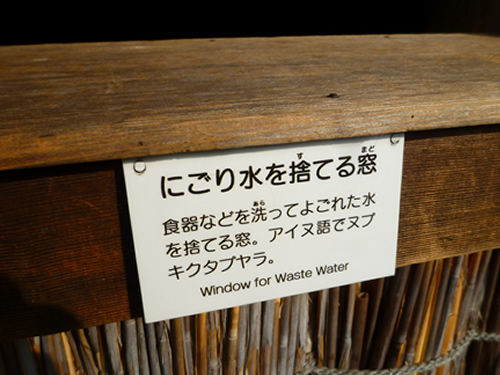 にごり水を捨てる窓
食器などを洗ってよごれた水
を捨てる窓。アイヌ語でヌプ
キクタプヤラ。
Window for Waste Water